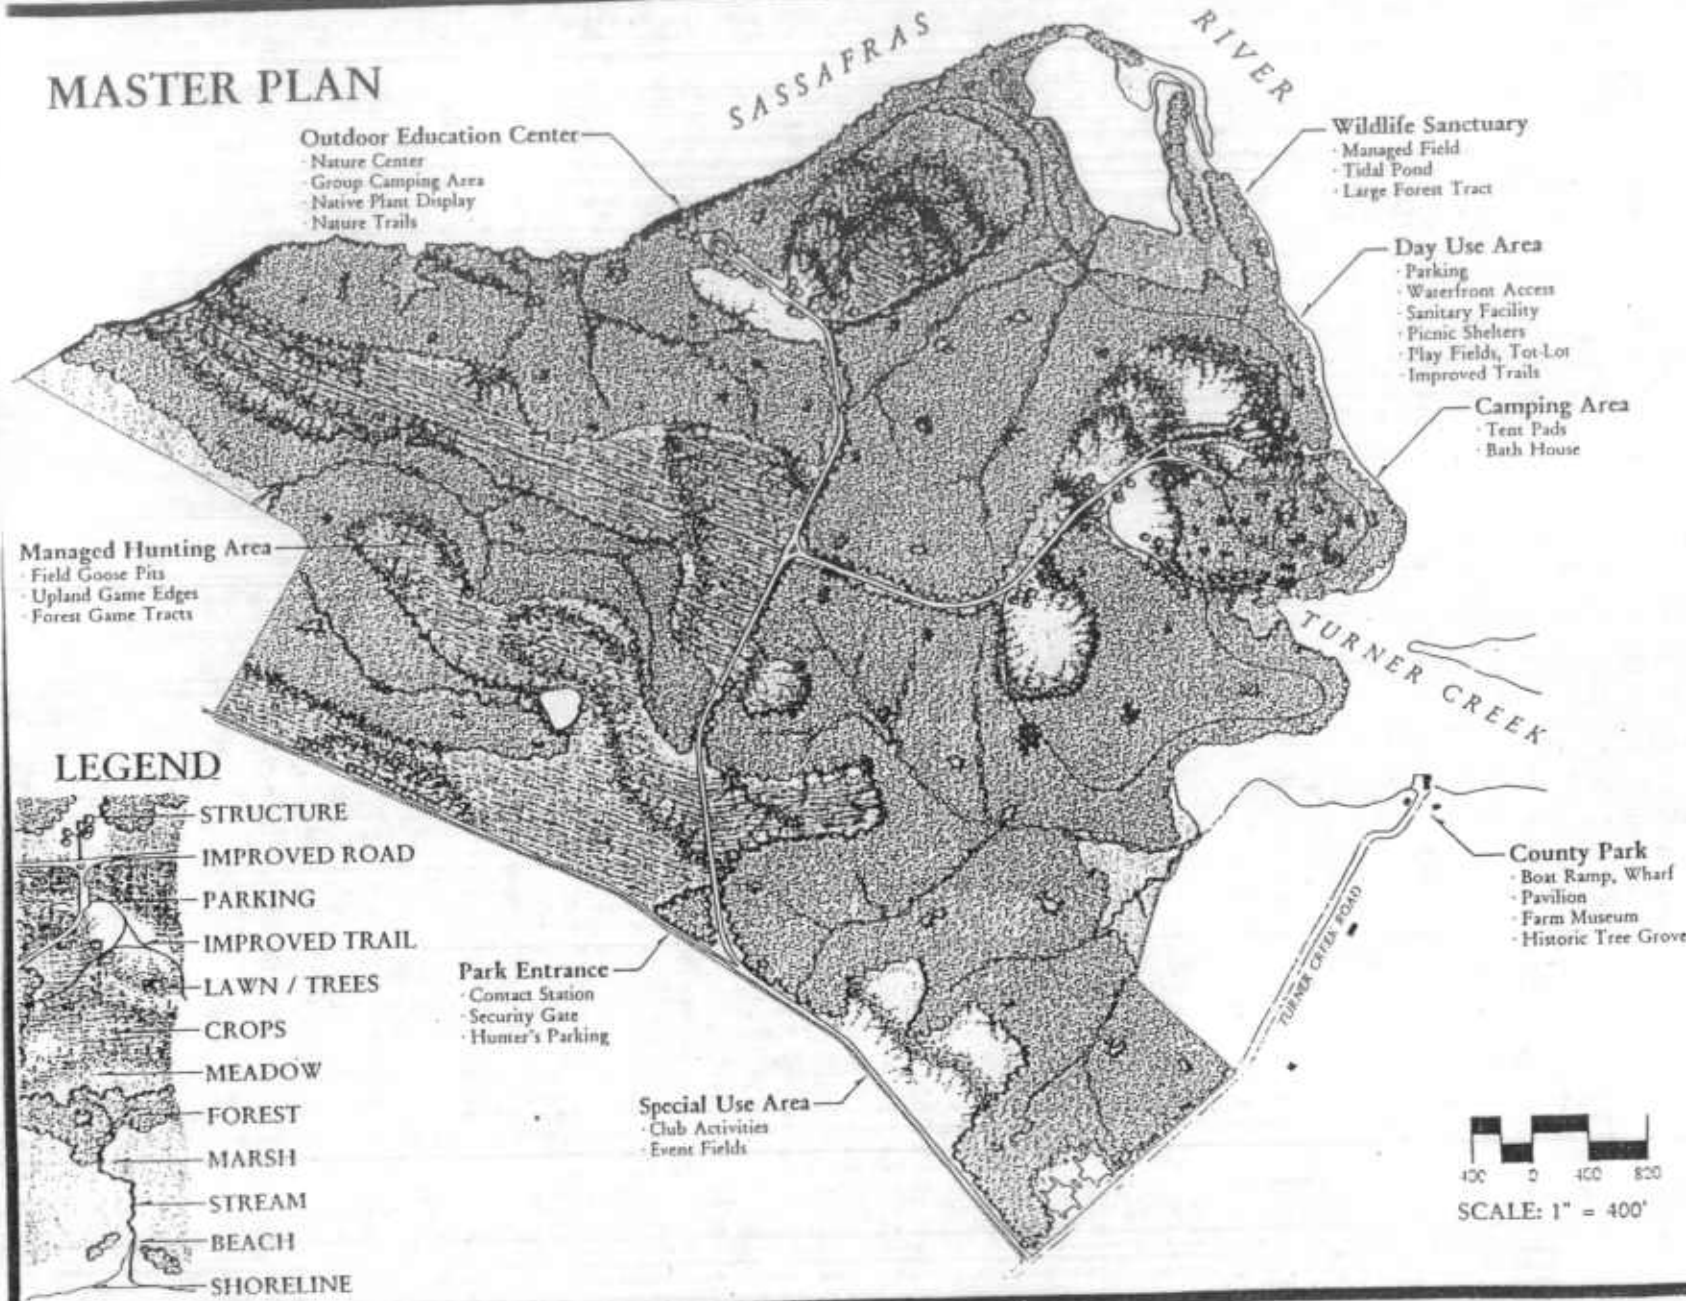 MASTER PLAN
SASSAFRAS RIVER
Outdoor Education Center
· Nature Center
· Group Camping Area
· Native Plant Display
· Nature Trails
Wildlife Sanctuary
· Managed Field
· Tidal Pond
· Large Forest Tract
Day Use Area
· Parking
· Waterfront Access
· Sanitary Facility
· Picnic Shelters
· Play Fields, Tot-Lot
· Improved Trails
Camping Area
· Tent Pads
· Bath House
Managed Hunting Area
· Field Goose Pits
· Upland Game Edges
· Forest Game Tracts
TURNER CREEK
LEGEND
STRUCTURE
IMPROVED ROAD
PARKING
IMPROVED TRAIL
LAWN / TREES
CROPS
MEADOW
FOREST
MARSH
STREAM
BEACH
SHORELINE
County Park
· Boat Ramp, Wharf
· Pavilion
· Farm Museum
· Historic Tree Grove
TURNER CREEK ROAD
Park Entrance
· Contact Station
· Security Gate
· Hunter's Parking
Special Use Area
· Club Activities
· Event Fields
400 0 400 800
SCALE: 1" = 400'